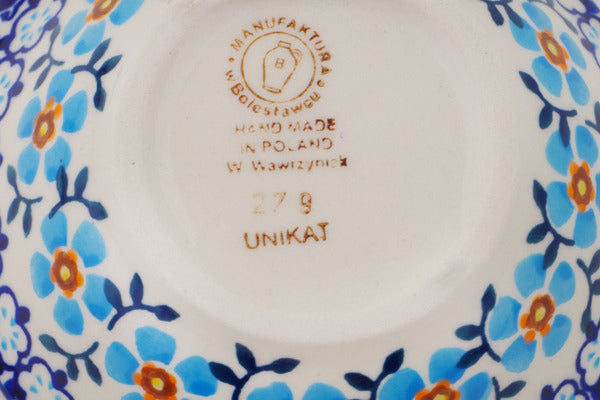 MANUFAKTURA
w Bolesławcu
B
HAND MADE
IN POLAND
W. Wawrzyniak
279
UNIKAT